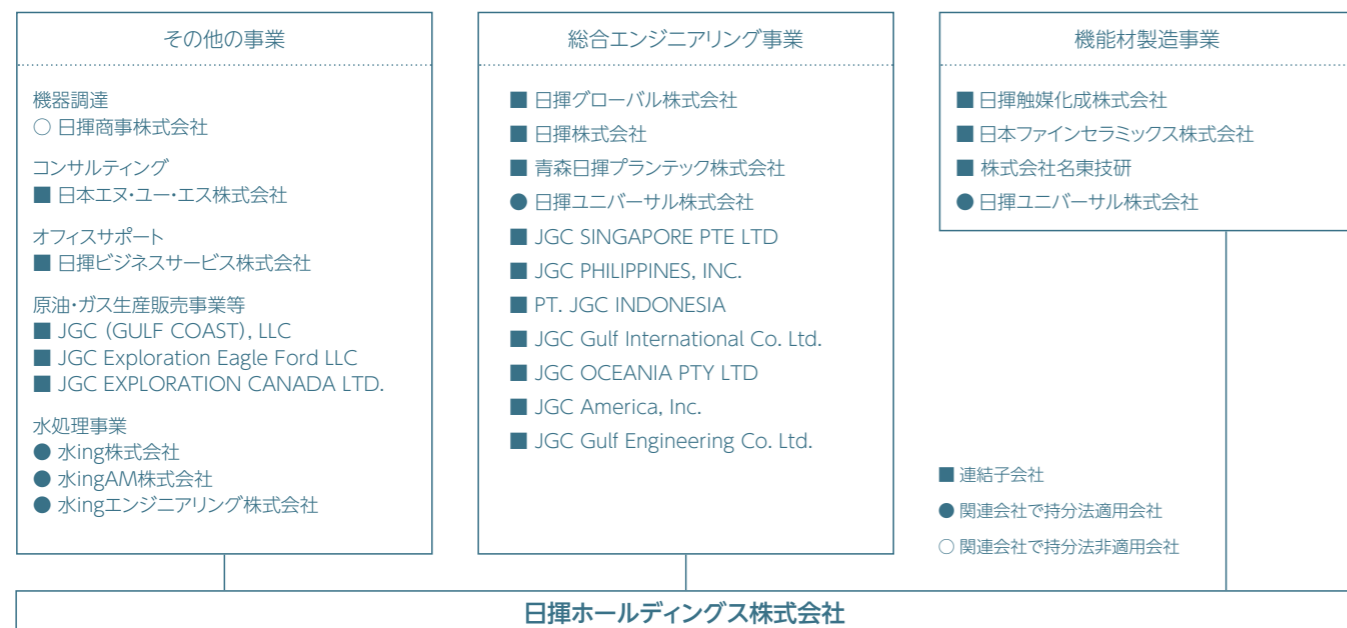 その他の事業
機器調達
○ 日揮商事株式会社
コンサルティング
■ 日本エヌ・ユー・エス株式会社
オフィスサポート
■ 日揮ビジネスサービス株式会社
原油・ガス生産販売事業等
■ JGC (GULF COAST), LLC
■ JGC Exploration Eagle Ford LLC
■ JGC EXPLORATION CANADA LTD.
水処理事業
● 水ing株式会社
● 水ingAM株式会社
● 水ingエンジニアリング株式会社
総合エンジニアリング事業
■ 日揮グローバル株式会社
■ 日揮株式会社
■ 青森日揮プランテック株式会社
● 日揮ユニバーサル株式会社
■ JGC SINGAPORE PTE LTD
■ JGC PHILIPPINES, INC.
■ PT. JGC INDONESIA
■ JGC Gulf International Co. Ltd.
■ JGC OCEANIA PTY LTD
■ JGC America, Inc.
■ JGC Gulf Engineering Co. Ltd.
機能材製造事業
■ 日揮触媒化成株式会社
■ 日本ファインセラミックス株式会社
■ 株式会社名東技研
● 日揮ユニバーサル株式会社
■ 連結子会社
● 関連会社で持分法適用会社
○ 関連会社で持分法非適用会社
日揮ホールディングス株式会社